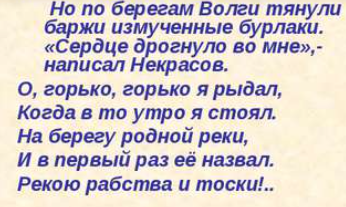 Но по берегам Волги тянули
баржи измученные бурлаки.
«Сердце дрогнуло во мне»,-
написал Некрасов.
О, горько, горько я рыдал,
Когда в то утро я стоял.
На берегу родной реки,
И в первый раз её назвал.
Рекою рабства и тоски!..